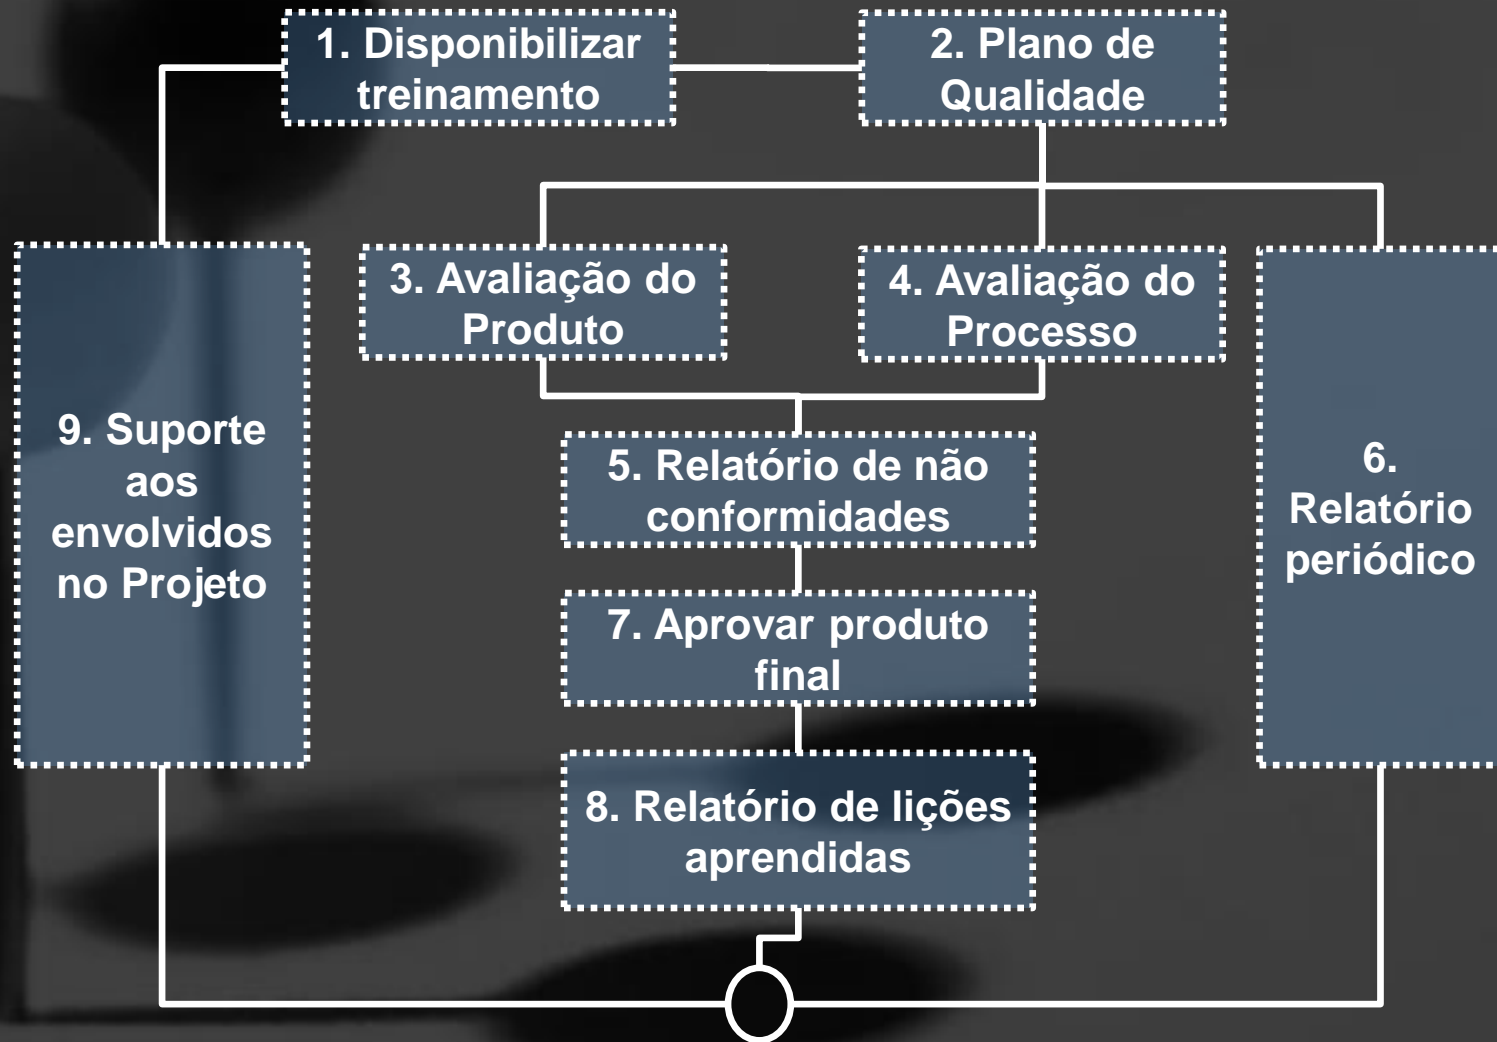 1. Disponibilizar
treinamento
2. Plano de
Qualidade
3. Avaliação do
Produto
4. Avaliação do
Processo
9. Suporte
aos
envolvidos
no Projeto
5. Relatório de não
conformidades
6.
Relatório
periódico
7. Aprovar produto
final
8. Relatório de lições
aprendidas